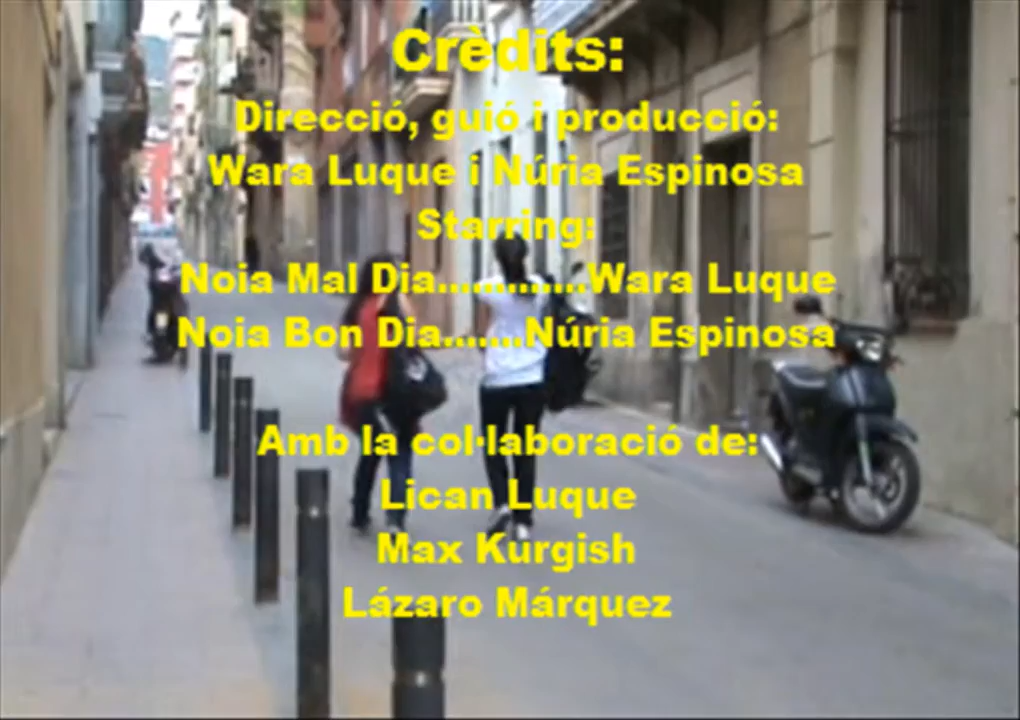 Crèdits:
Direcció, guió i producció:
Wara Luque i Núria Espinosa
Starring:
Noia Mal Dia.............Wara Luque
Noia Bon Dia.......Núria Espinosa
Amb la col·laboració de:
Lican Luque
Max Kurgish
Lázaro Márquez